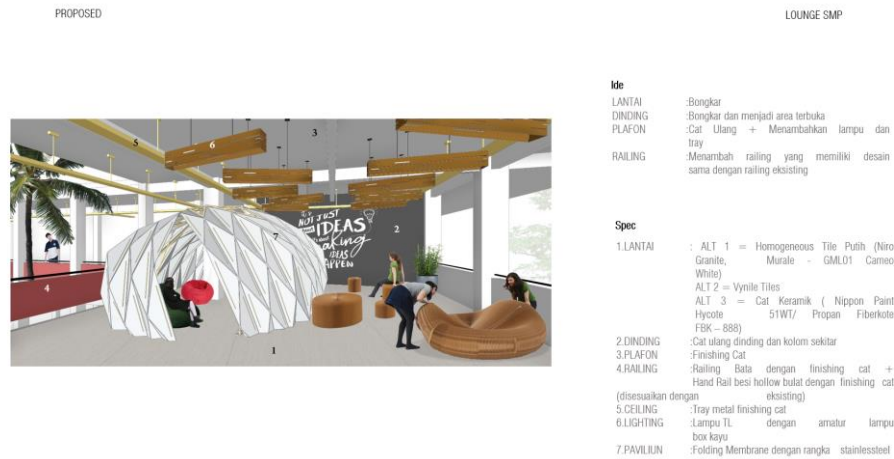 PROPOSED
LOUNGE SMP
5
6
3
7
2
4
1
NOT JUST
IDEAS
making
IDEAS
HAPPEN
Ide
LANTAI :Bongkar
DINDING :Bongkar dan menjadi area terbuka
PLAFON :Cat Ulang + Menambahkan lampu dan
tray
RAILING :Menambah railing yang memiliki desain
sama dengan railing eksisting
Spec
1.LANTAI : ALT 1 = Homogeneous Tile Putih (Niro
Granite, Murale - GML01 Cameo
White)
ALT 2 = Vynile Tiles
ALT 3 = Cat Keramik ( Nippon Paint
Hycote 51WT/ Propan Fiberkote
FBK – 888)
2.DINDING :Cat ulang dinding dan kolom sekitar
3.PLAFON :Finishing Cat
4.RAILING :Railing Bata dengan finishing cat +
Hand Rail besi hollow bulat dengan finishing cat
(disesuaikan dengan eksisting)
5.CEILING :Tray metal finishing cat
6.LIGHTING :Lampu TL dengan amatur lampu
box kayu
7.PAVILIUN :Folding Membrane dengan rangka stainlessteel